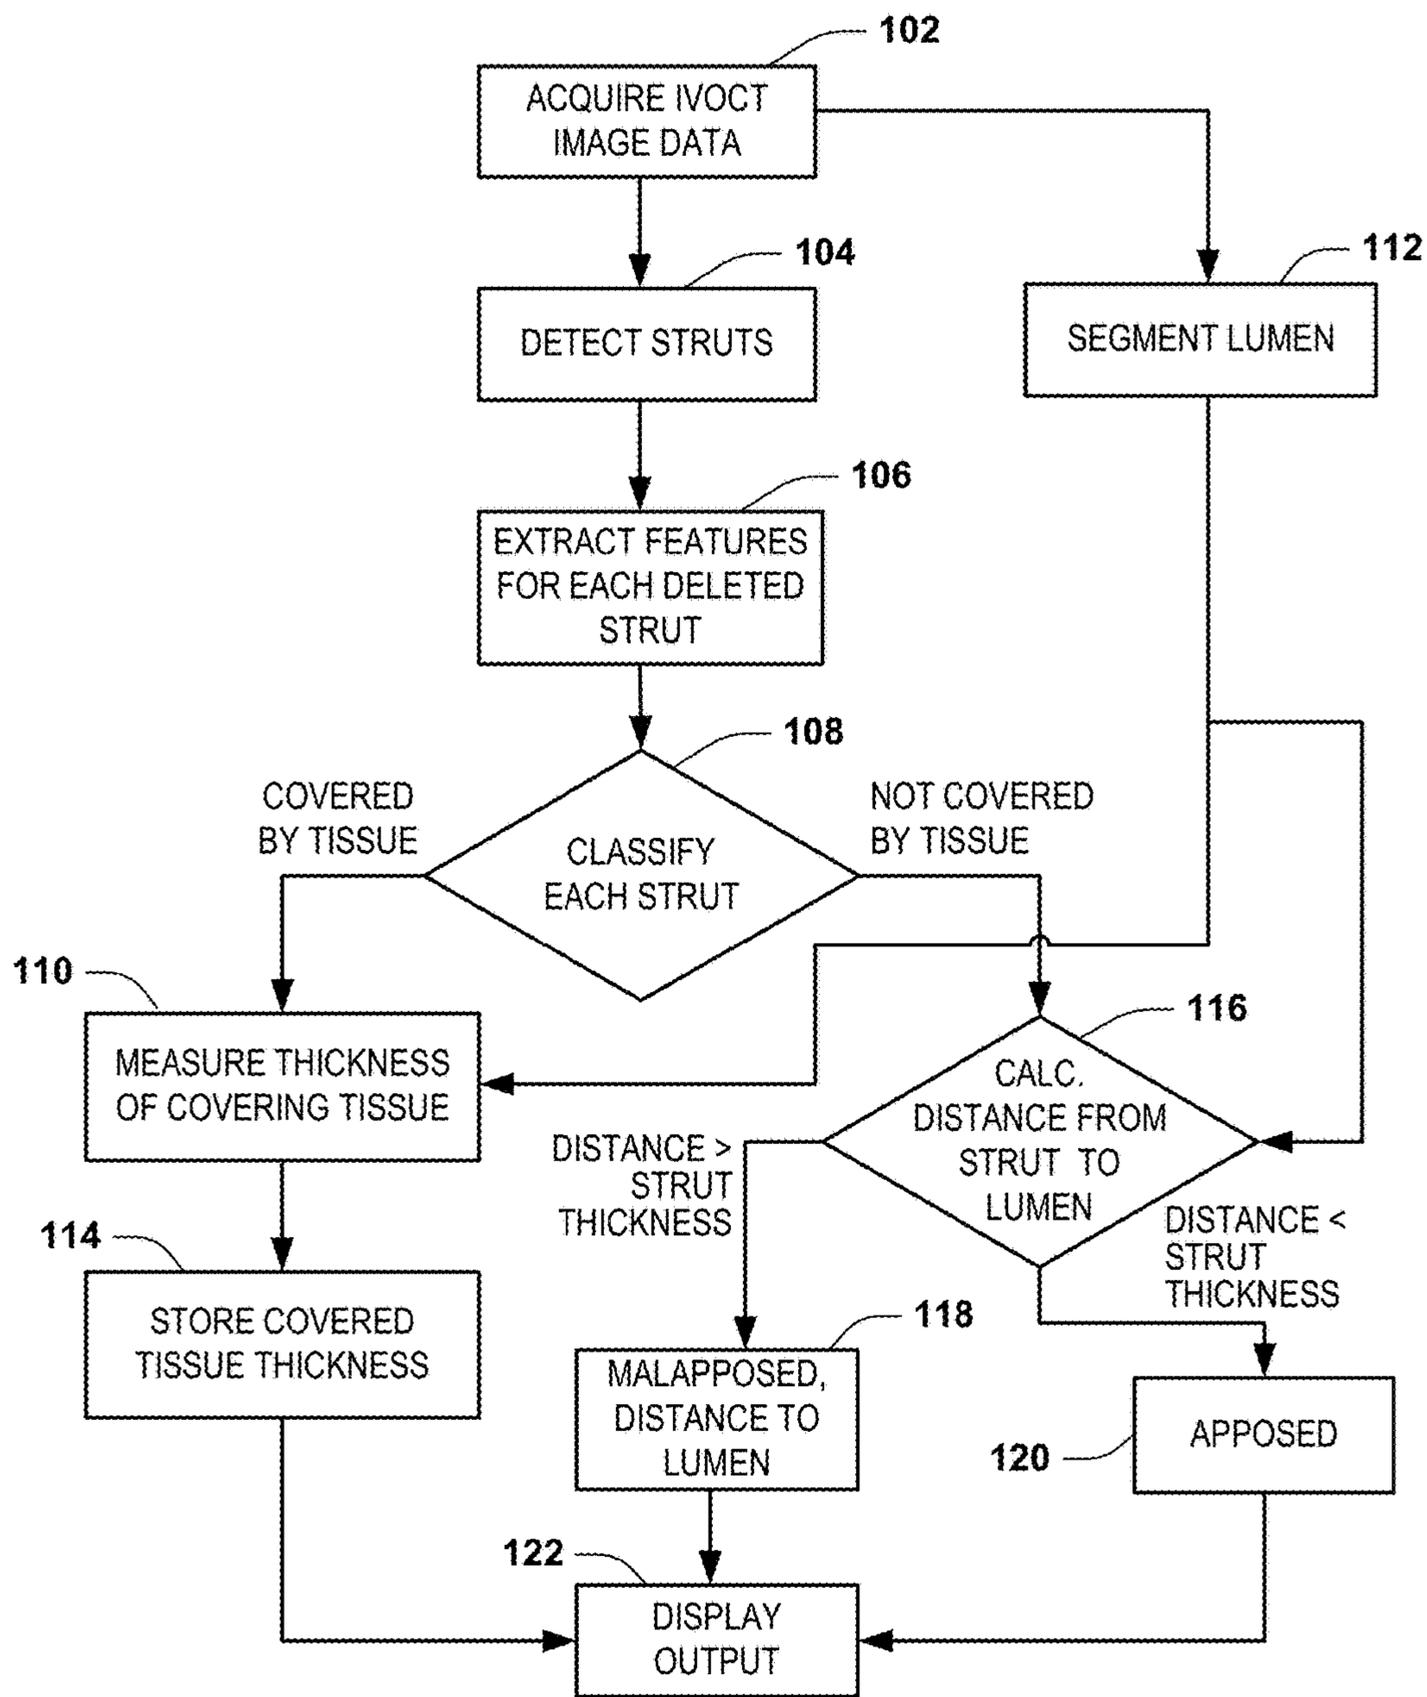 102
ACQUIRE IVOCT
IMAGE DATA
104
DETECT STRUTS
112
SEGMENT LUMEN
106
EXTRACT FEATURES
FOR EACH DELETED
STRUT
108
COVERED
BY TISSUE
CLASSIFY
EACH STRUT
NOT COVERED
BY TISSUE
110
MEASURE THICKNESS
OF COVERING TISSUE
116
CALC.
DISTANCE FROM
STRUT TO
LUMEN
DISTANCE >
STRUT
THICKNESS
DISTANCE <
STRUT
THICKNESS
114
STORE COVERED
TISSUE THICKNESS
118
MALAPPOSED,
DISTANCE TO
LUMEN
120
APPOSED
122
DISPLAY
OUTPUT